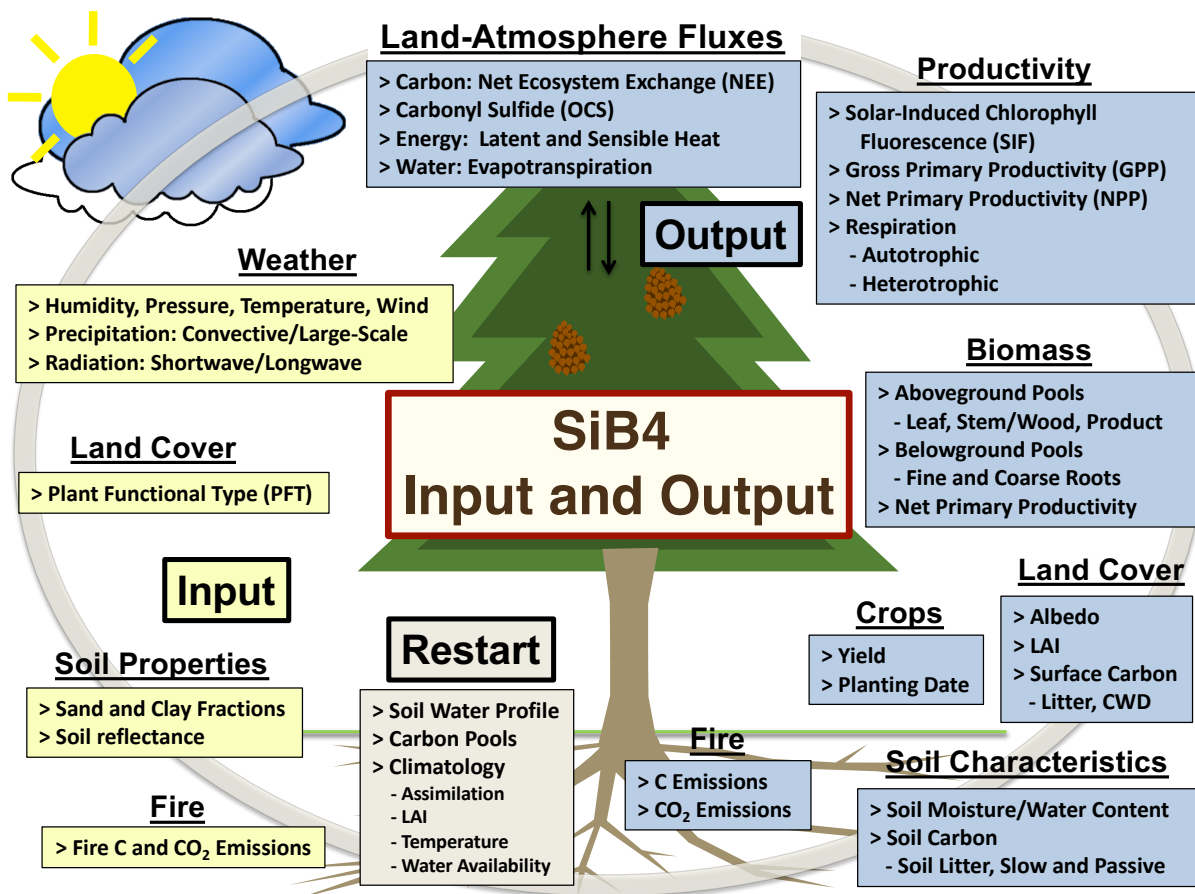 Land-Atmosphere Fluxes
> Carbon: Net Ecosystem Exchange (NEE)
> Carbonyl Sulfide (OCS)
> Energy:  Latent and Sensible Heat
> Water: Evapotranspiration
Productivity
> Solar-Induced Chlorophyll
Fluorescence (SIF)
> Gross Primary Productivity (GPP)
> Net Primary Productivity (NPP)
> Respiration
- Autotrophic
- Heterotrophic
Output
Weather
> Humidity, Pressure, Temperature, Wind
> Precipitation: Convective/Large-Scale
> Radiation: Shortwave/Longwave
Biomass
> Aboveground Pools
- Leaf, Stem/Wood, Product
> Belowground Pools
- Fine and Coarse Roots
> Net Primary Productivity
SiB4
Input and Output
Land Cover
> Plant Functional Type (PFT)
Input
Land Cover
> Albedo
> LAI
> Surface Carbon
- Litter, CWD
Crops
> Yield
> Planting Date
Restart
> Soil Water Profile
> Carbon Pools
> Climatology
- Assimilation
- LAI
- Temperature
- Water Availability
Soil Properties
> Sand and Clay Fractions
> Soil reflectance
Fire
> C Emissions
> CO₂ Emissions
Soil Characteristics
> Soil Moisture/Water Content
> Soil Carbon
- Soil Litter, Slow and Passive
Fire
> Fire C and CO₂ Emissions